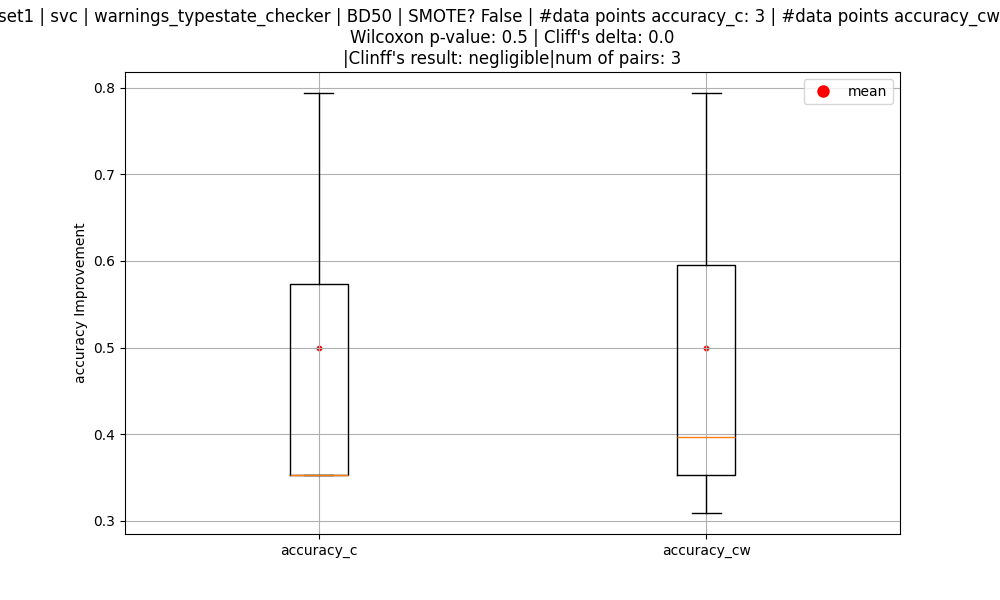 set1 | svc | warnings_typestate_checker | BD50 | SMOTE? False | #data points accuracy_c: 3 | #data points accuracy_cw
Wilcoxon p-value: 0.5 | Cliff's delta: 0.0
|Clinff's result: negligible|num of pairs: 3
mean
0.8
0.7
0.6
0.5
0.4
0.3
accuracy Improvement
accuracy_c
accuracy_cw